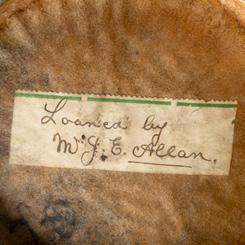 Loaned by
Mr J. E. Allan.